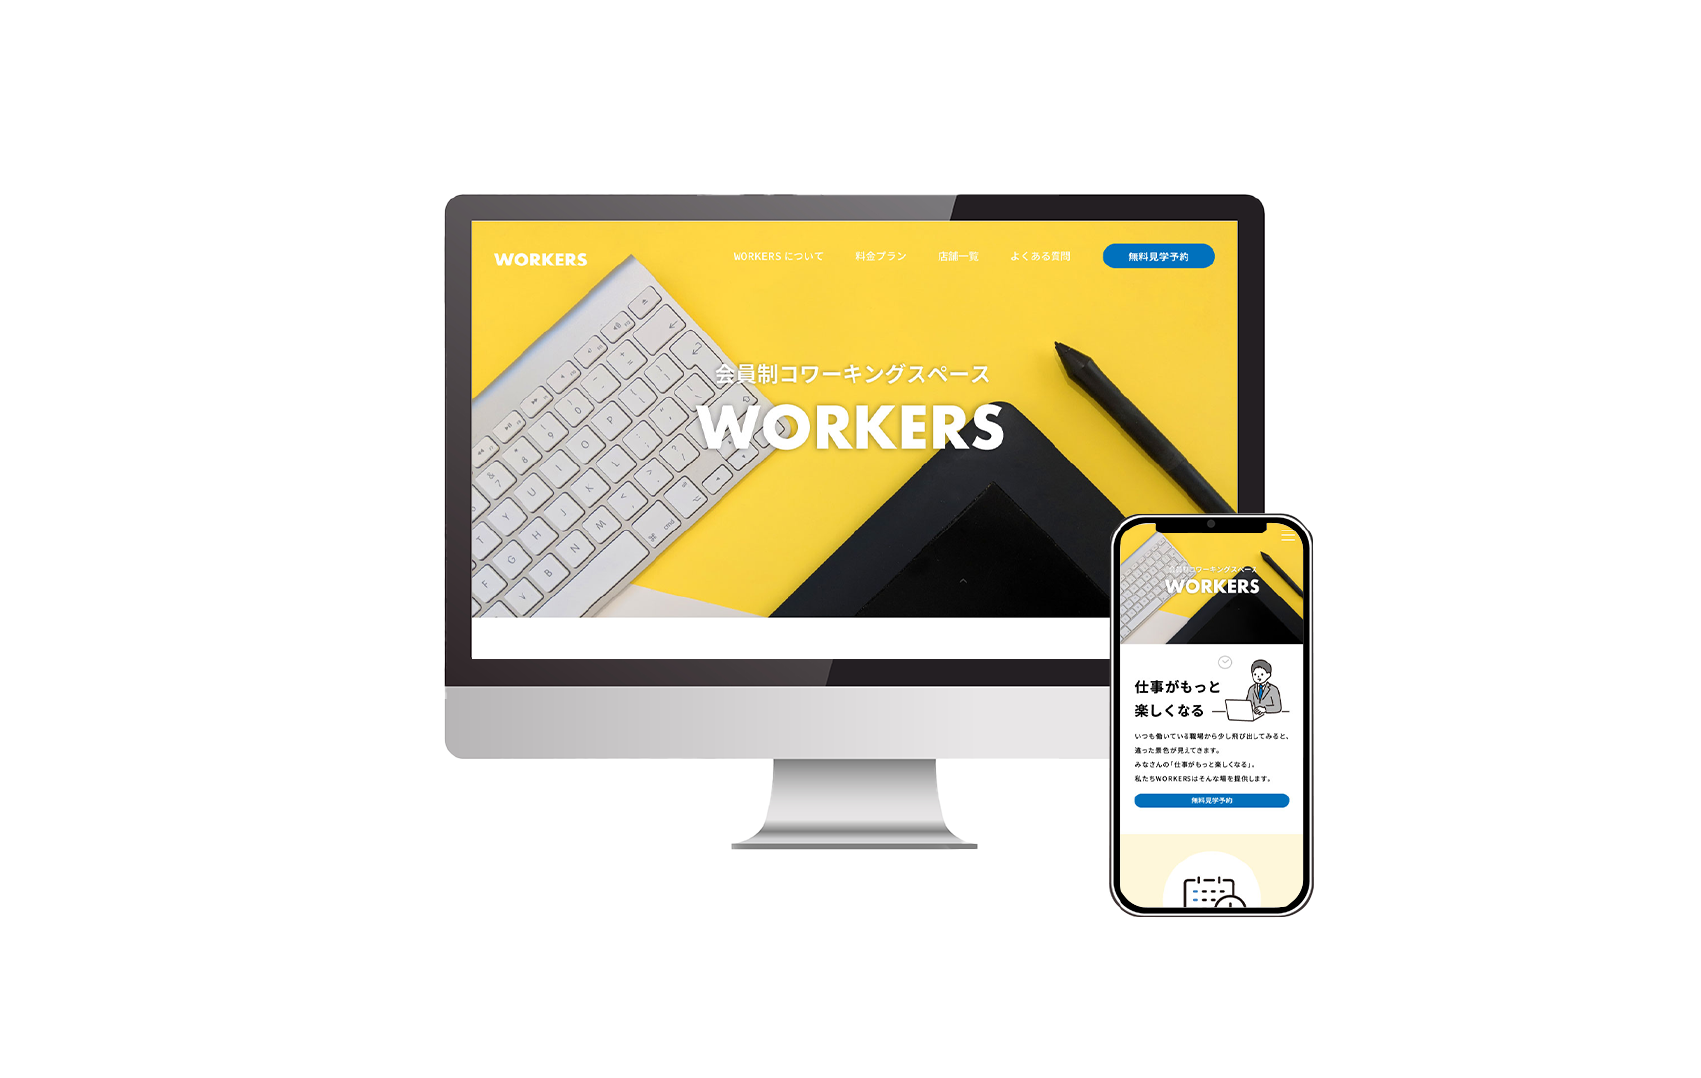 WORKERS
WORKERS について 料金プラン 店舗一覧 よくある質問 無料見学予約
会員制コワーキングスペース
WORKERS
会員制コワーキングスペース
WORKERS
仕事がもっと
楽しくなる
いつも働いている職場から少し飛び出してみると、
違った景色が見えてきます。
みなさんの「仕事がもっと楽しくなる」。
私たちWORKERSはそんな場を提供します。
無料見学予約